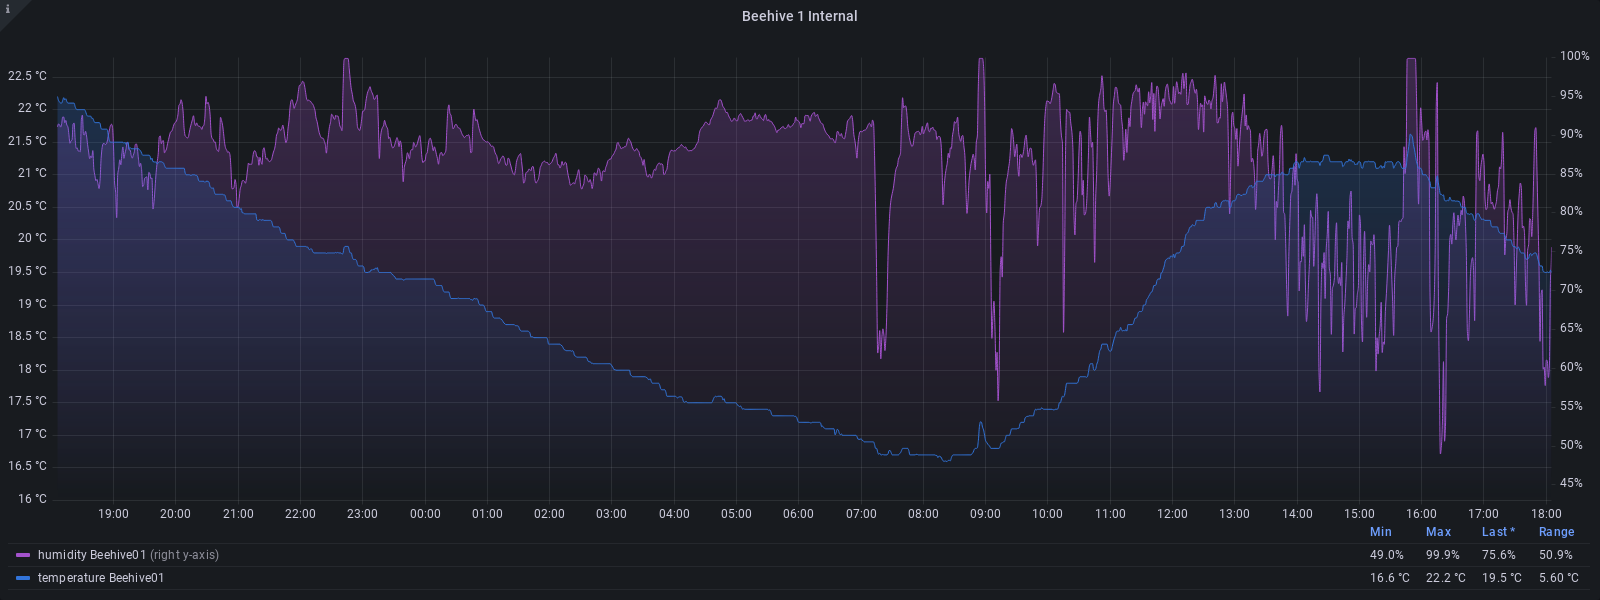 i
Beehive 1 Internal
22.5 °C
22 °C
21.5 °C
21 °C
20.5 °C
20 °C
19.5 °C
19 °C
18.5 °C
18 °C
17.5 °C
17 °C
16.5 °C
16 °C
100%
95%
90%
85%
80%
75%
70%
65%
60%
55%
50%
45%
19:00 20:00 21:00 22:00 23:00 00:00 01:00 02:00 03:00 04:00 05:00 06:00 07:00 08:00 09:00 10:00 11:00 12:00 13:00 14:00 15:00 16:00 17:00 18:00
Min Max Last * Range
humidity Beehive01 (right y-axis) 49.0% 99.9% 75.6% 50.9%
temperature Beehive01 16.6 °C 22.2 °C 19.5 °C 5.60 °C